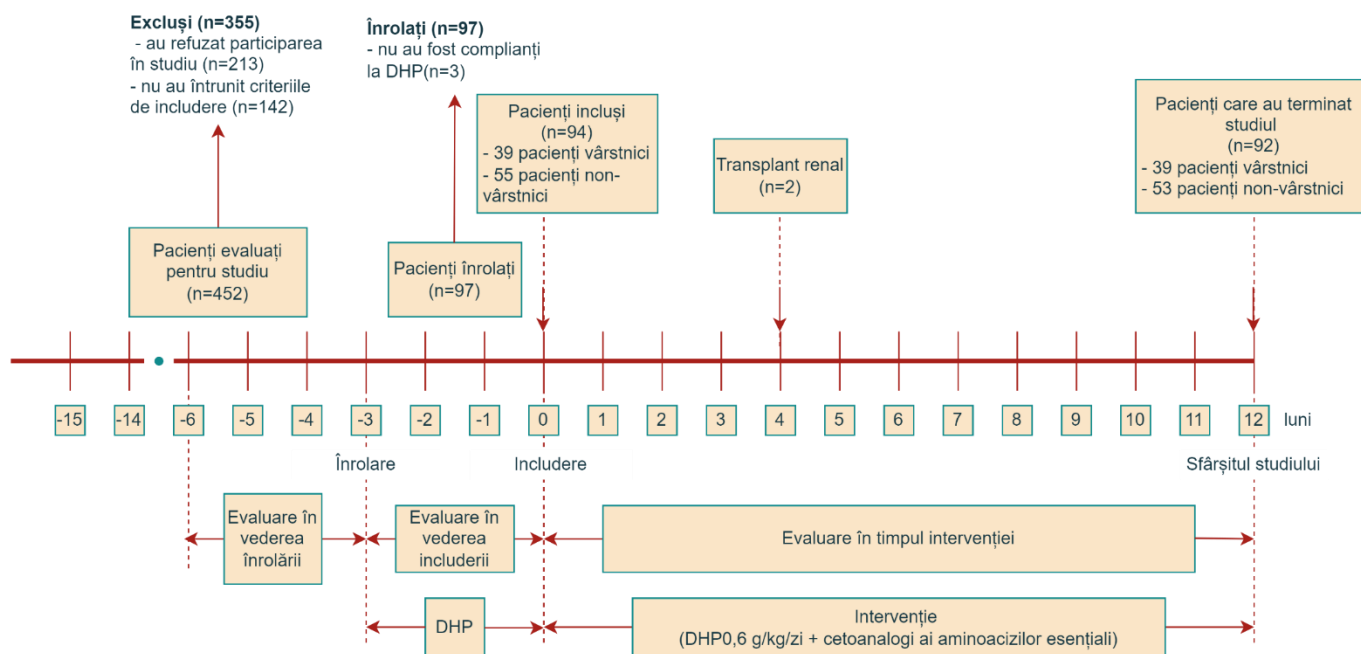 Excluși (n=355)
- au refuzat participarea
în studiu (n=213)
- nu au întrunit criteriile
de includere (n=142)
Înrolați (n=97)
- nu au fost complianți
la DHP(n=3)
Pacienți incluși
(n=94)
- 39 pacienți vârstnici
- 55 pacienți non-
vârstnici
Transplant renal
(n=2)
Pacienți care au terminat
studiul
(n=92)
- 39 pacienți vârstnici
- 53 pacienți non-vârstnici
Pacienți evaluați
pentru studiu
(n=452)
Pacienți înrolați
(n=97)
-15 -14 -6 -5 -4 -3 -2 -1 0 1 2 3 4 5 6 7 8 9 10 11 12 luni
Înrolare Includere Sfârșitul studiului
Evaluare în
vederea
înrolării
Evaluare în
vederea
includerii
Evaluare în timpul intervenției
DHP
Intervenție
(DHP0,6 g/kg/zi + cetoanalogi ai aminoacizilor esențiali)